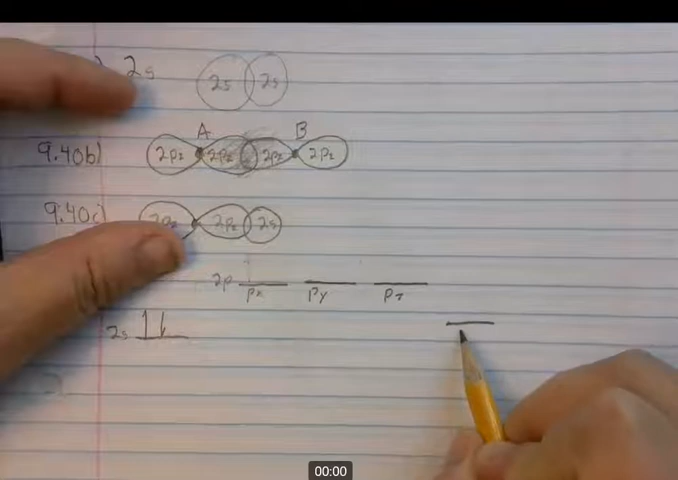 2s 2s 2s
A B
9.40b) 2pz 2pz 2pz 2pz
9.40c) 2pz 2pz 2s
2p
px py pz
2s
00:00